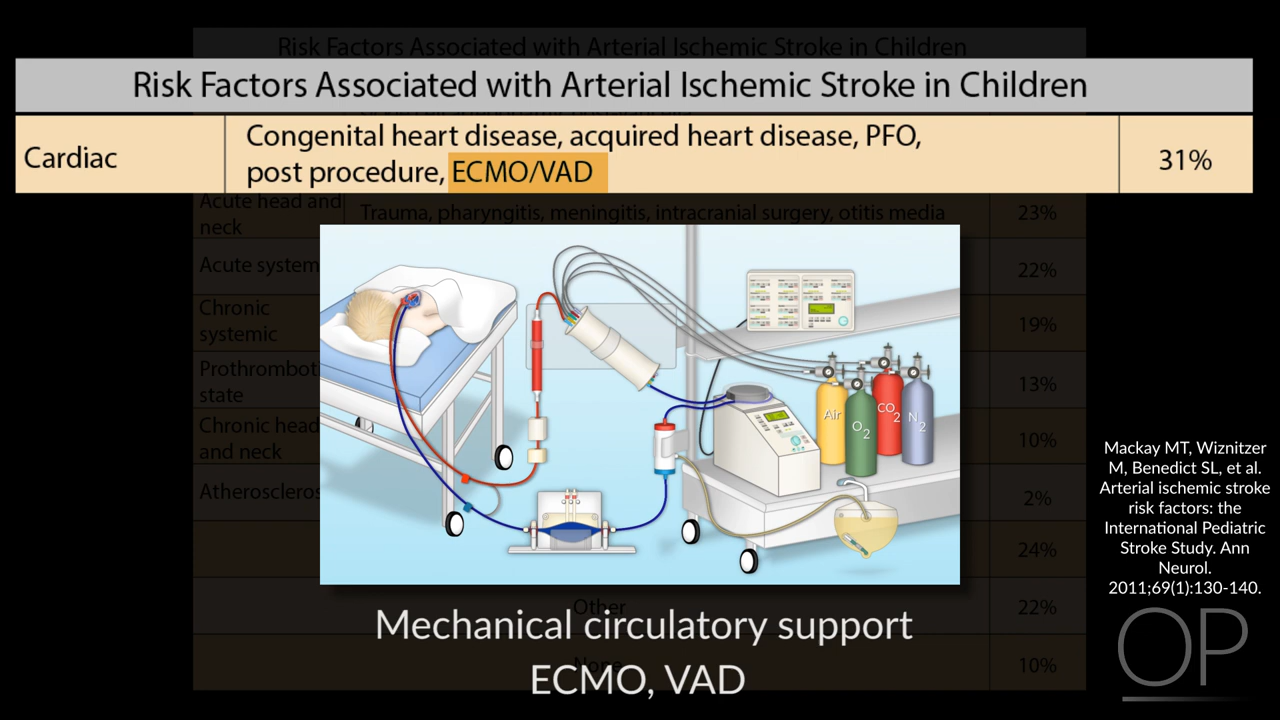 Risk Factors Associated with Arterial Ischemic Stroke in Children
Risk Factors Associated with Arterial Ischemic Stroke in Children
Cardiac
Congenital heart disease, acquired heart disease, PFO,
post procedure, ECMO/VAD
31%
Acute head and
neck
Trauma, pharyngitis, meningitis, intracranial surgery, otitis media
23%
Acute system
22%
Chronic
systemic
19%
Prothromboti
state
13%
Chronic head
and neck
10%
Atheroscleros
2%
24%
Other
22%
10%
Air
O2
CO2
N2
Mechanical circulatory support
ECMO, VAD
Mackay MT, Wiznitzer
M, Benedict SL, et al.
Arterial ischemic stroke
risk factors: the
International Pediatric
Stroke Study. Ann
Neurol.
2011;69(1):130-140.
OP